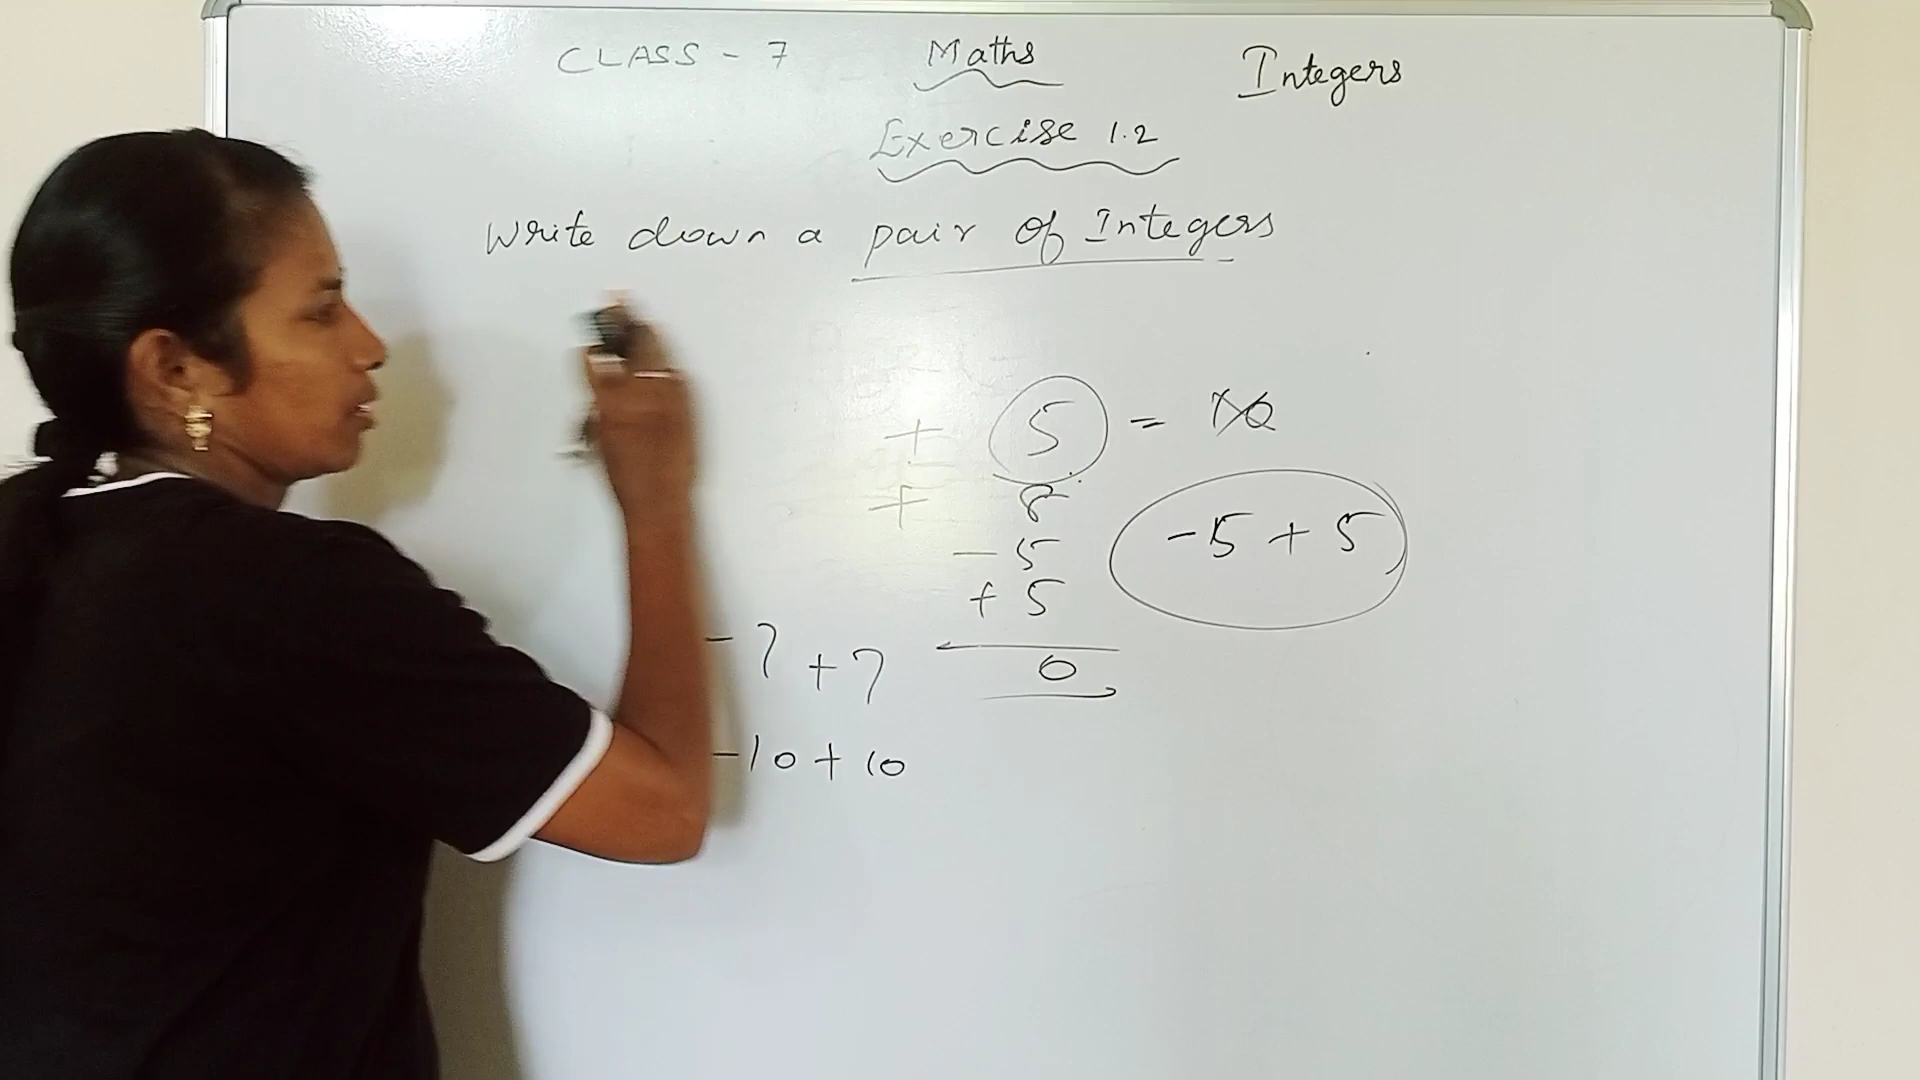 CLASS - 7 Maths Integers
Exercise 1.2
Write down a pair of Integers
+ 5 = 10
+ 8
- 5
-5 + 5
+ 5
-7 + 7
0
-10 + 10